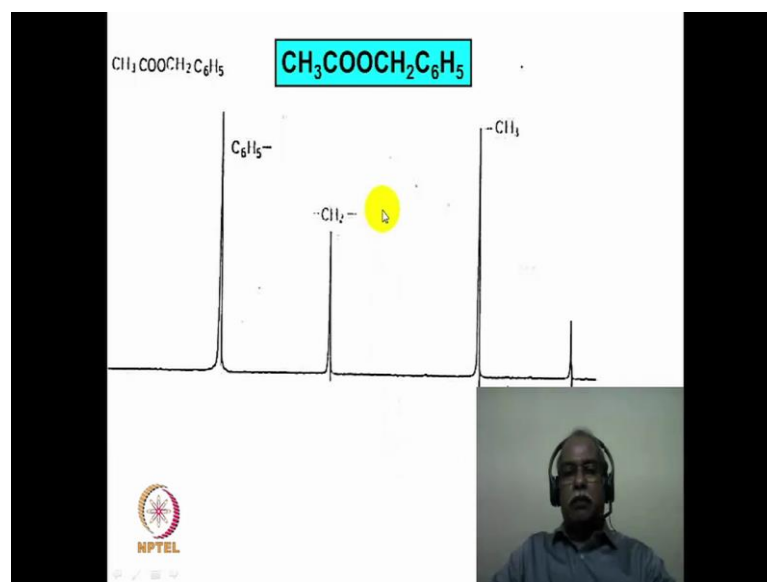 CH₃COOCH₂C₆H₅
CH₃COOCH₂C₆H₅
-CH₃
C₆H₅-
-CH₂-
NPTEL